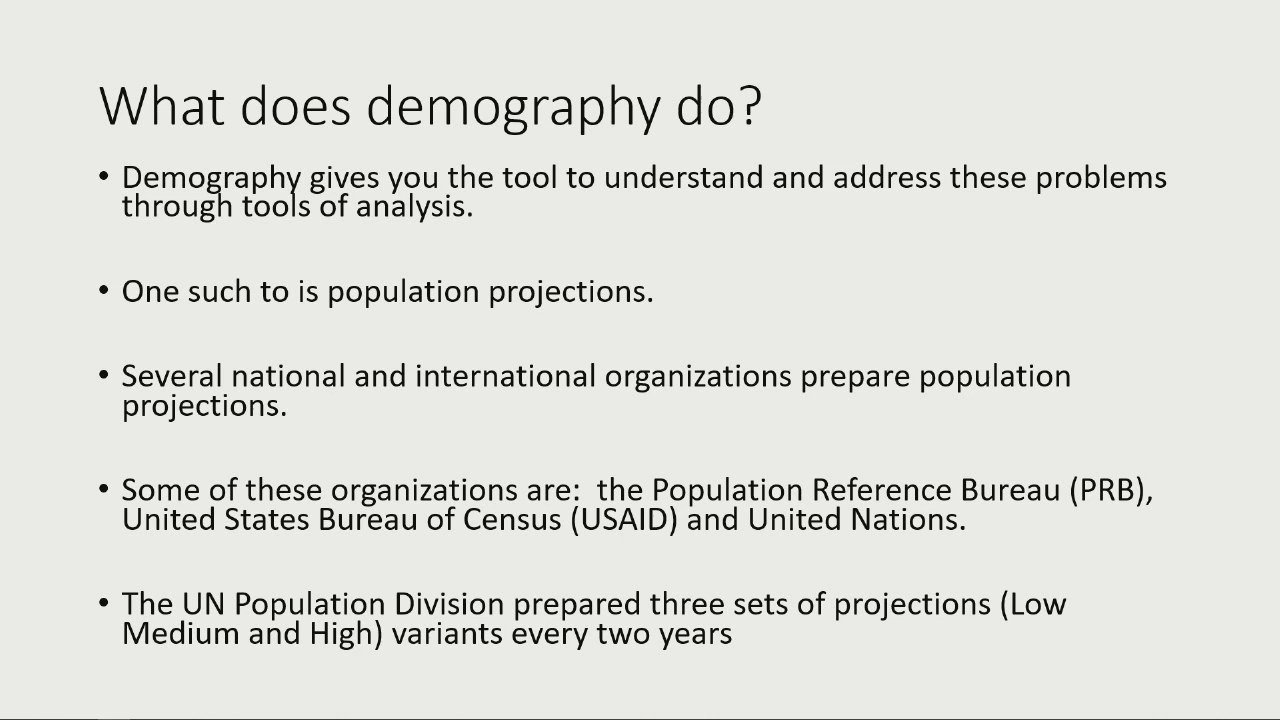 What does demography do?
• Demography gives you the tool to understand and address these problems
through tools of analysis.
• One such to is population projections.
• Several national and international organizations prepare population
projections.
• Some of these organizations are:  the Population Reference Bureau (PRB),
United States Bureau of Census (USAID) and United Nations.
• The UN Population Division prepared three sets of projections (Low
Medium and High) variants every two years